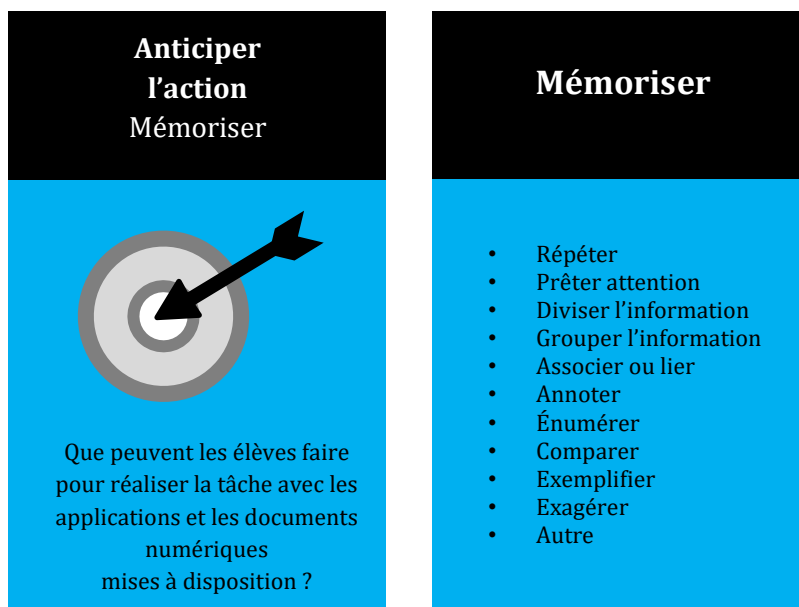 Anticiper
l’action
Mémoriser
Que peuvent les élèves faire
pour réaliser la tâche avec les
applications et les documents
numériques
mises à disposition ?
Mémoriser
• Répéter
• Prêter attention
• Diviser l’information
• Grouper l’information
• Associer ou lier
• Annoter
• Énumérer
• Comparer
• Exemplifier
• Exagérer
• Autre